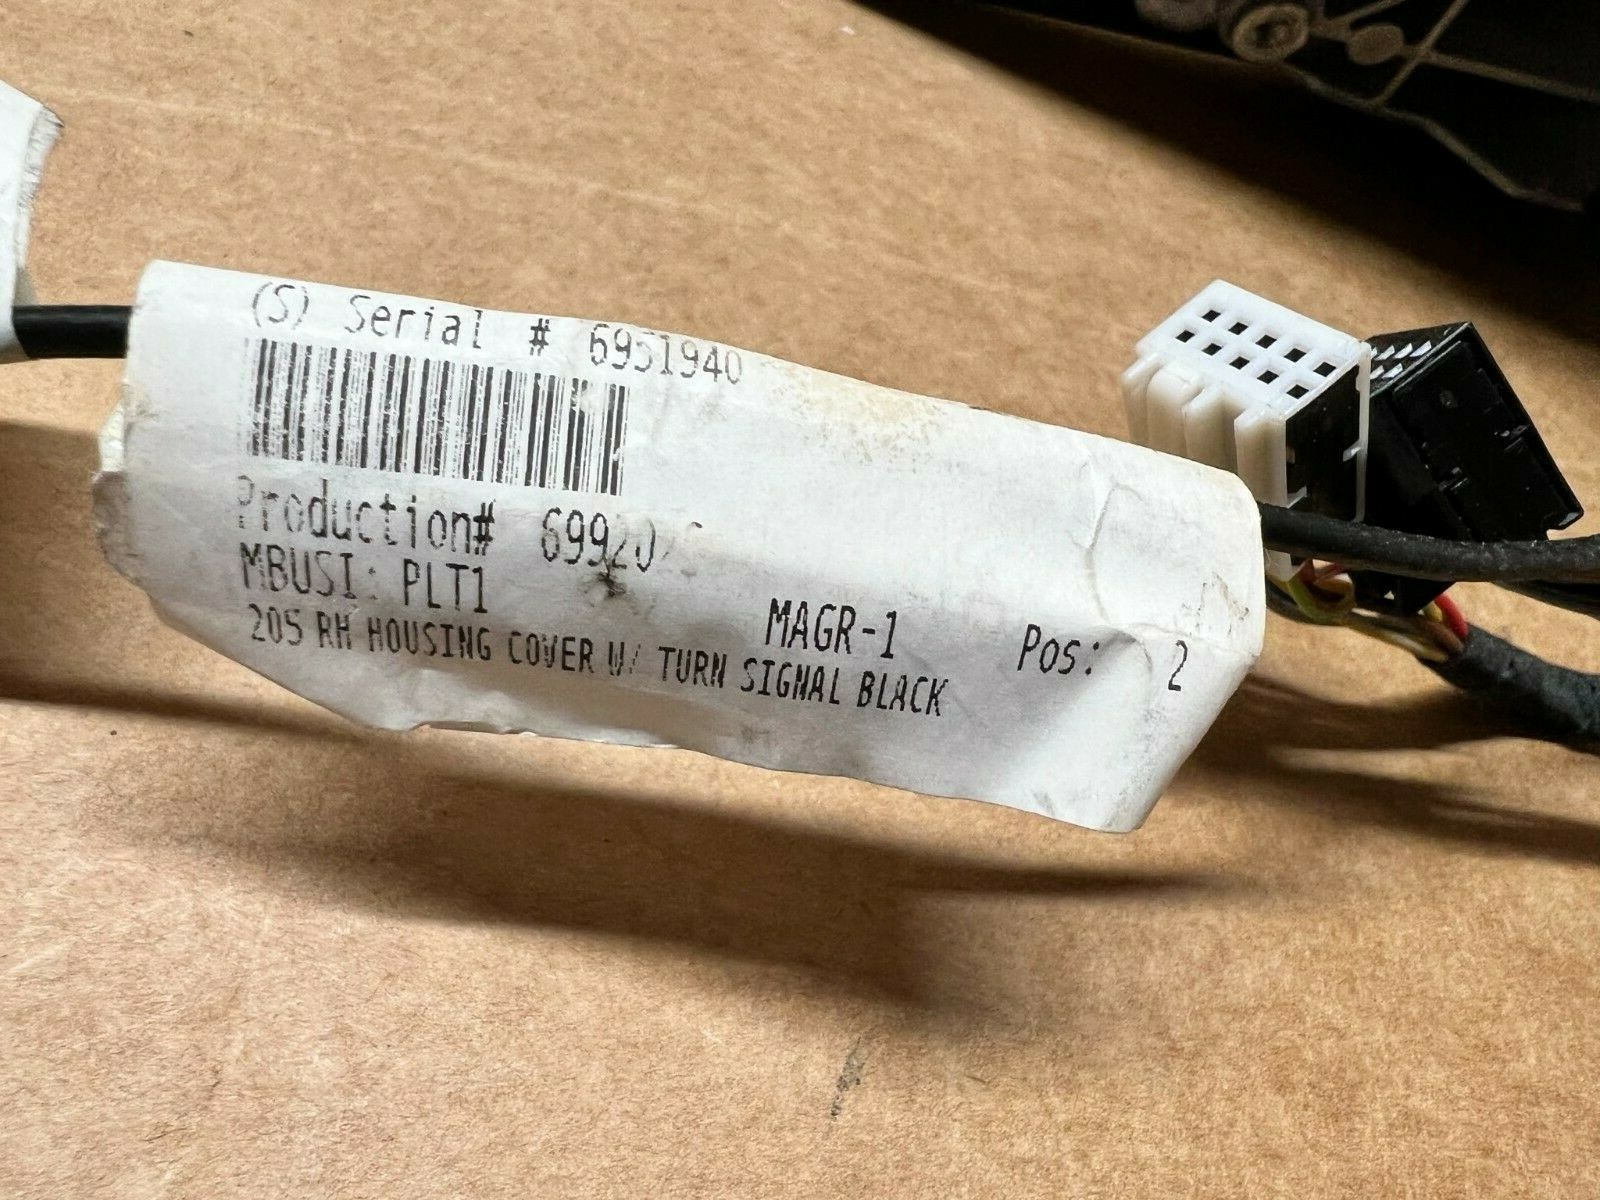 (S) Serial # 6951940
Production#
MBUSI: PLT1 MAGR-1 Pos: 2
205 RH HOUSING COVER W/ TURN SIGNAL BLACK